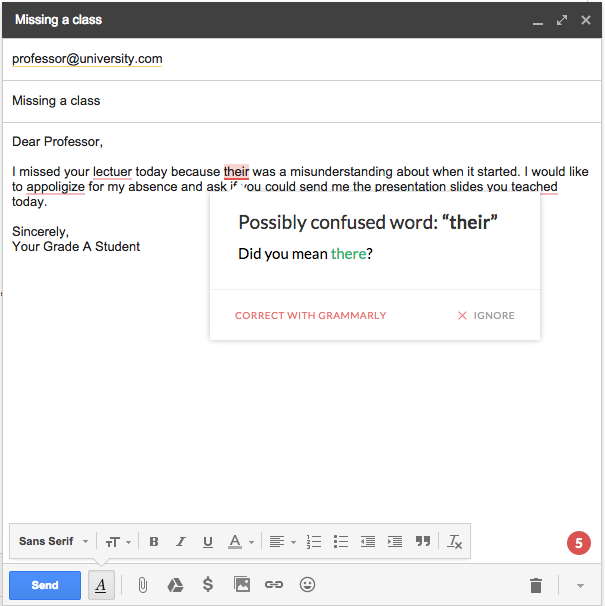 Missing a class
professor@university.com
Missing a class
Dear Professor,
I missed your lectuer today because their was a misunderstanding about when it started. I would like
to appoligize for my absence and ask if you could send me the presentation slides you teached
today.
Sincerely,
Your Grade A Student
Possibly confused word: “their”
Did you mean there?
CORRECT WITH GRAMMARLY
IGNORE
Sans Serif
5
Send